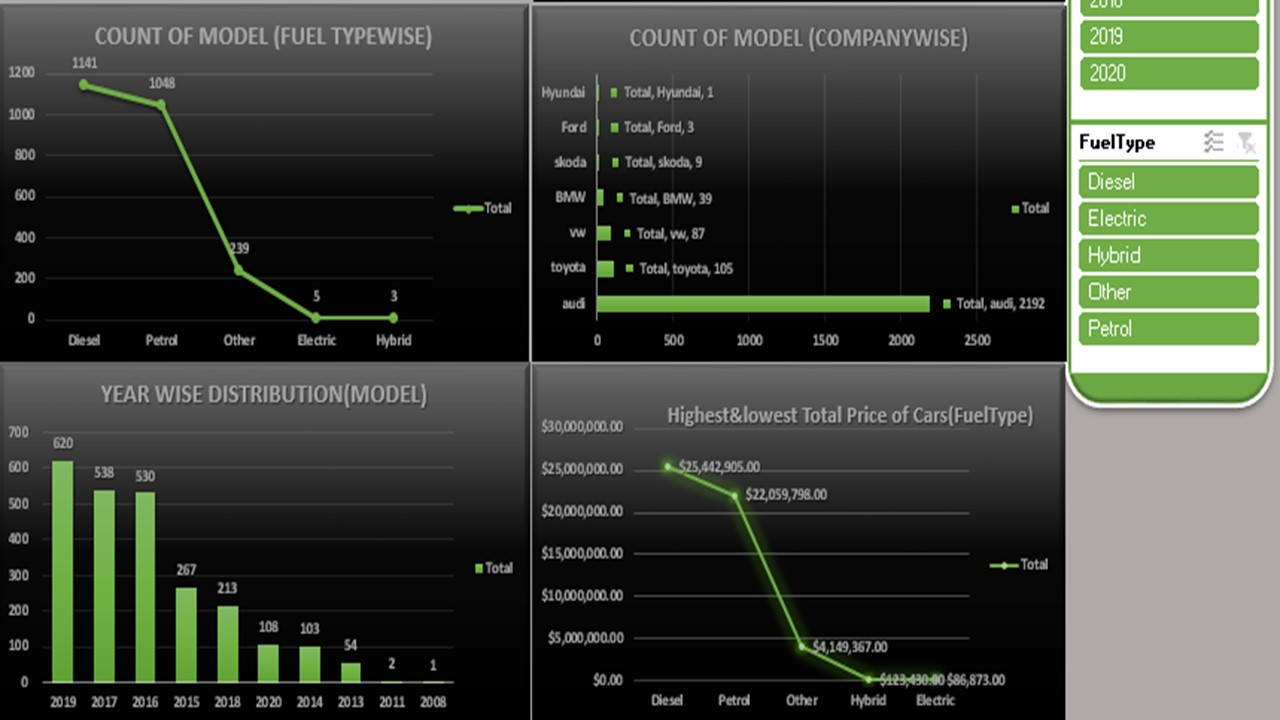 COUNT OF MODEL (FUEL TYPEWISE)
1200
1000
800
600
400
200
0
1141
1048
239
5
3
Diesel Petrol Other Electric Hybrid
Total
COUNT OF MODEL (COMPANYWISE)
Hyundai Total, Hyundai, 1
Ford Total, Ford, 3
skoda Total, skoda, 9
BMW Total, BMW, 39
vw Total, vw, 87
toyota Total, toyota, 105
audi Total, audi, 2192
0 500 1000 1500 2000 2500
Total
2018
2019
2020
FuelType
Diesel
Electric
Hybrid
Other
Petrol
YEAR WISE DISTRIBUTION(MODEL)
700
600
500
400
300
200
100
0
620
538
530
267
213
108
103
54
2
1
2019 2017 2016 2015 2018 2020 2014 2013 2011 2008
Total
Highest&lowest Total Price of Cars(FuelType)
$30,000,000.00
$25,000,000.00
$20,000,000.00
$15,000,000.00
$10,000,000.00
$5,000,000.00
$0.00
$25,442,905.00
$22,059,798.00
$4,149,367.00
$123,430.00
$86,873.00
Diesel Petrol Other Hybrid Electric
Total